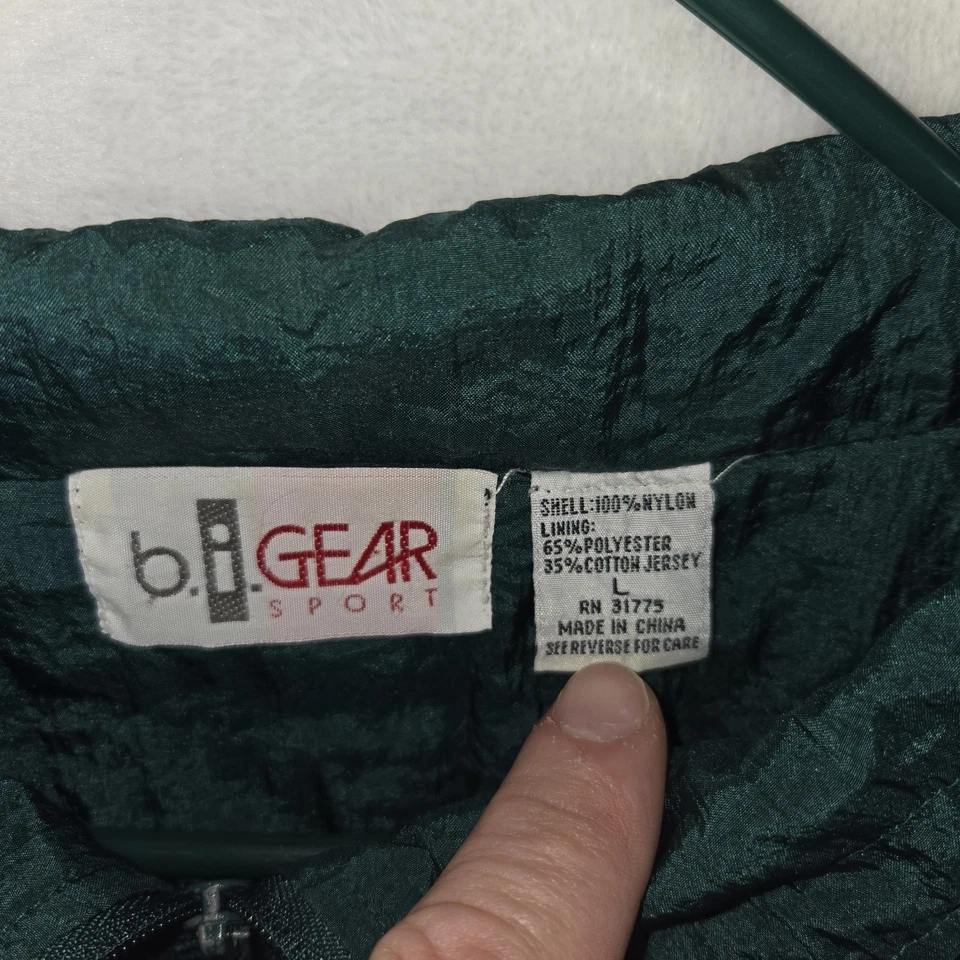 b.i.GEAR
SPORT
SHELL:100%NYLON
LINING:
65%POLYESTER
35%COTTON JERSEY
L
RN 31775
MADE IN CHINA
SEE REVERSE FOR CARE